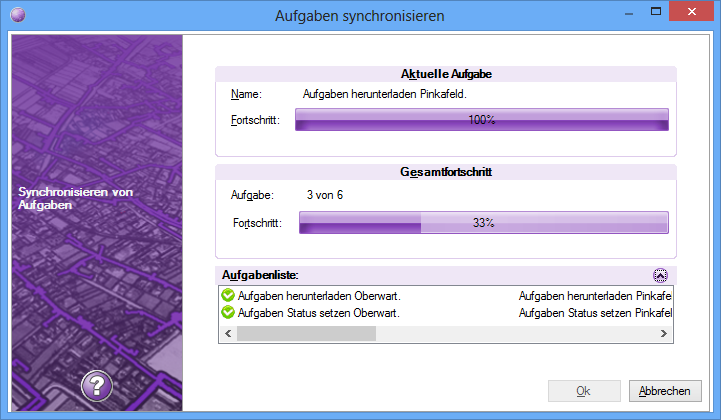 Aufgaben synchronisieren
Synchronisieren von
Aufgaben
Aktuelle Aufgabe
Name: Aufgaben herunterladen Pinkafeld.
Fortschritt: 100%
Gesamtfortschritt
Aufgabe: 3 von 6
Fortschritt: 33%
Aufgabenliste:
Aufgaben herunterladen Oberwart. Aufgaben herunterladen Pinkafe
Aufgaben Status setzen Oberwart. Aufgaben Status setzen Pinkafel
?
Ok Abbrechen